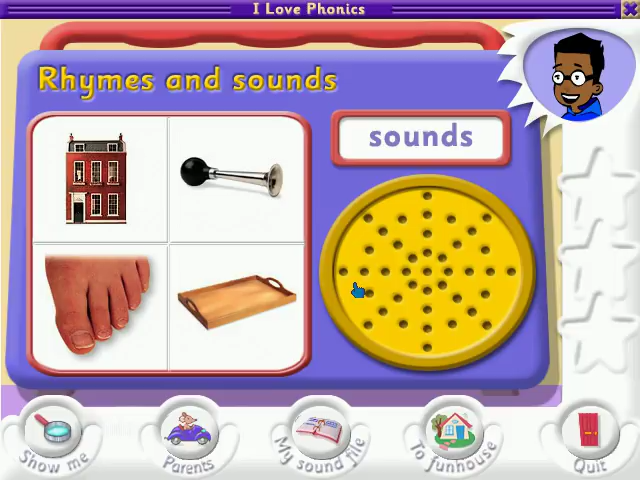 I Love Phonics
Rhymes and sounds
sounds
Show me
Parents
My sound file
To funhouse
Quit